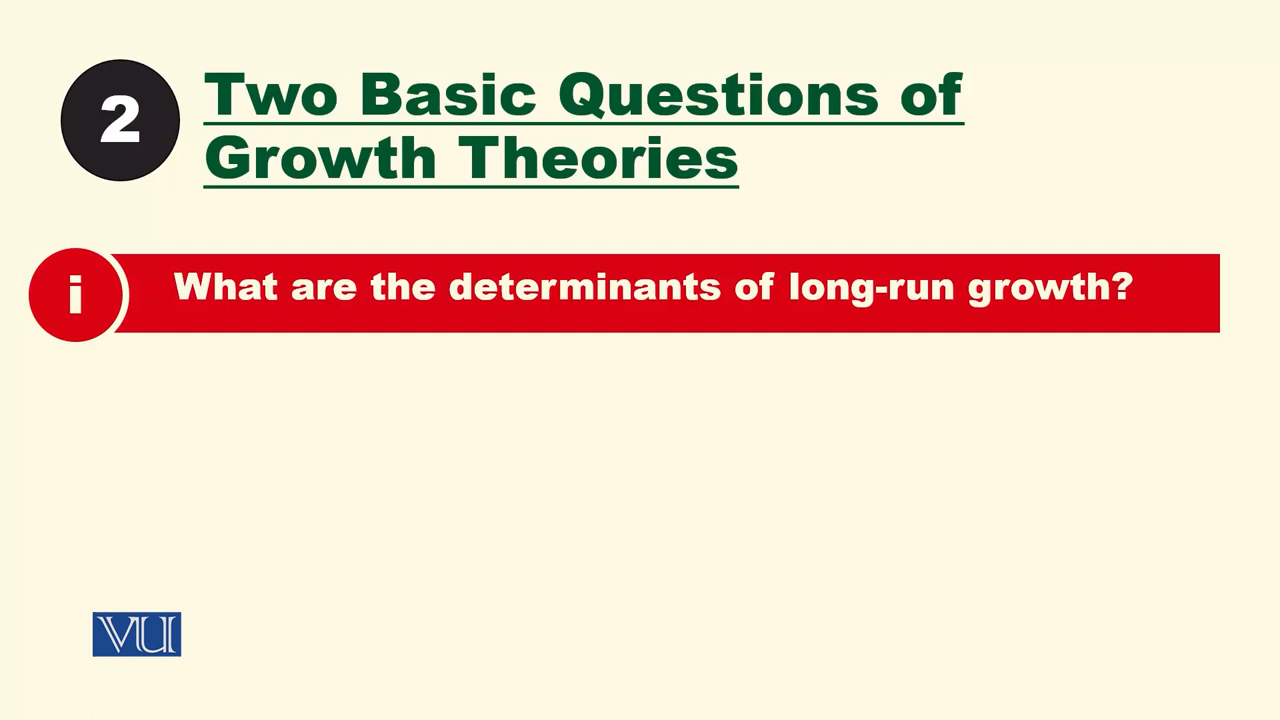 2
Two Basic Questions of
Growth Theories
i
What are the determinants of long-run growth?
VU